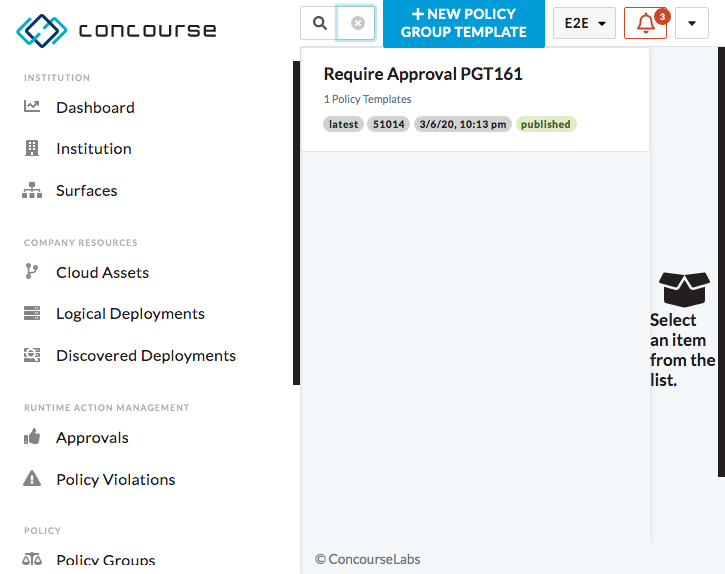 concourse
INSTITUTION
Dashboard
Institution
Surfaces
COMPANY RESOURCES
Cloud Assets
Logical Deployments
Discovered Deployments
RUNTIME ACTION MANAGEMENT
Approvals
Policy Violations
POLICY
Policy Groups
+ NEW POLICY
GROUP TEMPLATE
E2E
3
Require Approval PGT161
1 Policy Templates
latest 51014 3/6/20, 10:13 pm published
Select
an item
from the
list.
© ConcourseLabs